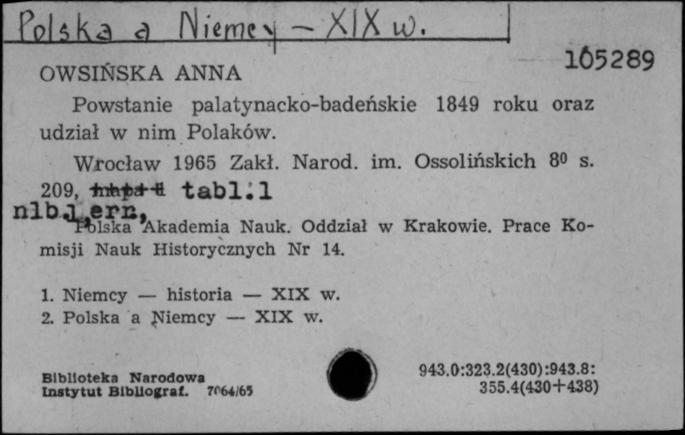 Polska a Niemcy – XIX w.
105289
OWSIŃSKA ANNA
Powstanie palatynacko-badeńskie 1849 roku oraz
udział w nim Polaków.
Wrocław 1965 Zakł. Narod. im. Ossolińskich 8⁰ s.
209, tabl.1
nlb.1, err,
Polska Akademia Nauk. Oddział w Krakowie. Prace Ko-
misji Nauk Historycznych Nr 14.
1. Niemcy — historia — XIX w.
2. Polska a Niemcy — XIX w.
Biblioteka Narodowa
Instytut Bibliograf. 7064/65
943.0:323.2(430):943.8:
355.4(430+438)